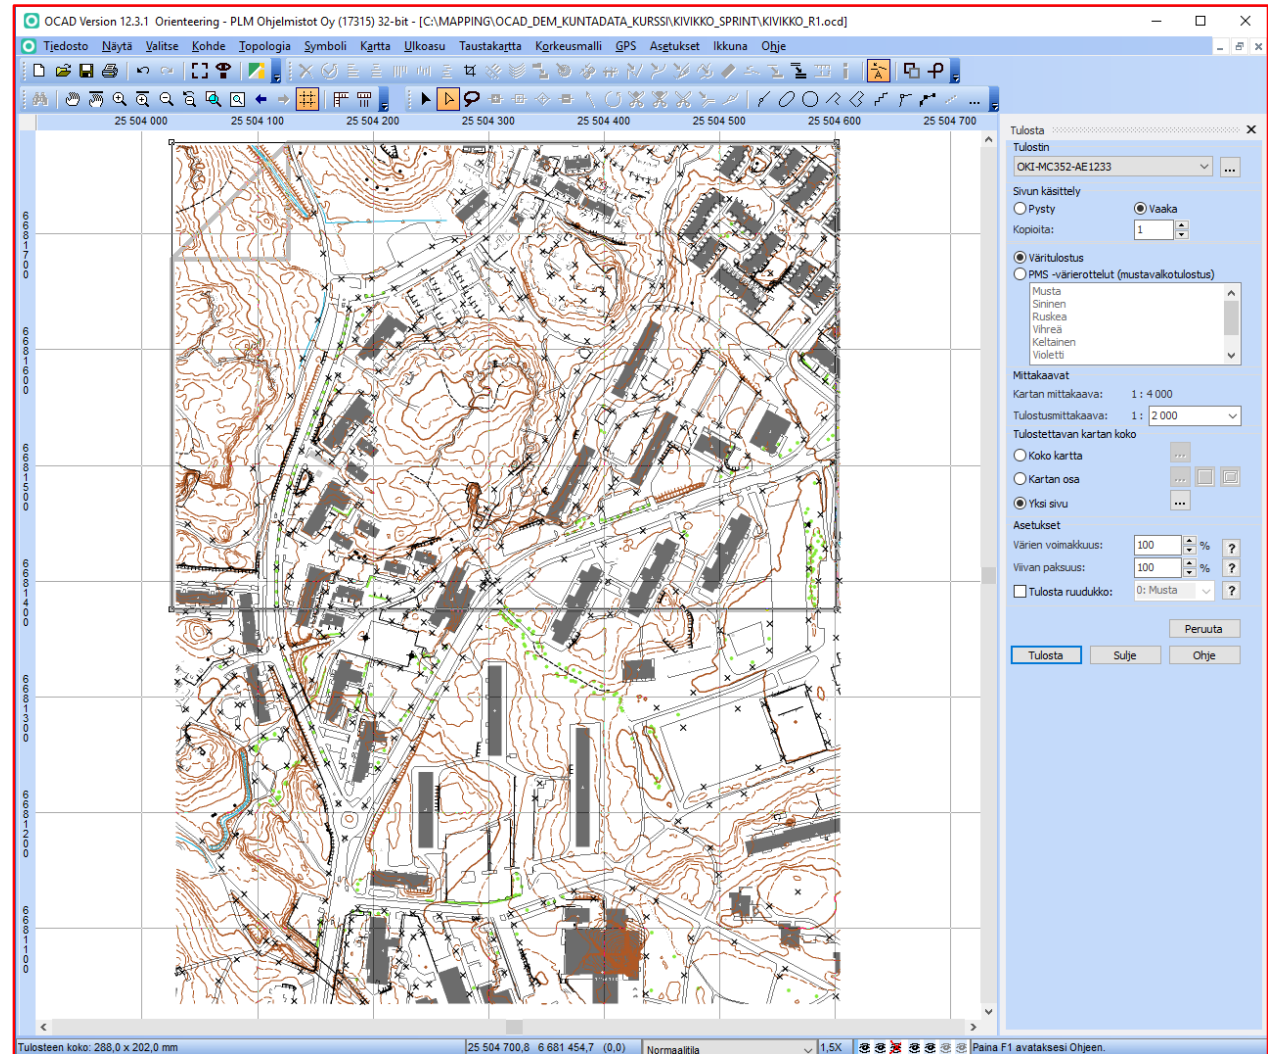 OCAD Version 12.3.1  Orienteering - PLM Ohjelmistot Oy (17315) 32-bit - [C:\MAPPING\OCAD_DEM_KUNTADATA_KURSSI\KIVIKKO_SPRINT\KIVIKKO_R1.ocd]
Tiedosto Näytä Valitse Kohde Topologia Symboli Kartta Ulkoasu Taustakartta Korkeusmalli GPS Asetukset Ikkuna Ohje
25 504 000 25 504 100 25 504 200 25 504 300 25 504 400 25 504 500 25 504 600 25 504 700
6681700
6681600
6681500
6681400
6681300
6681200
6681100
Tulosta
Tulostin
OKI-MC352-AE1233
...
Sivun käsittely
Pysty Vaaka
Kopioita: 1
Väritulostus
PMS -värierottelut (mustavalkotulostus)
Musta
Sininen
Ruskea
Vihreä
Keltainen
Violetti
Mittakaavat
Kartan mittakaava: 1 : 4 000
Tulostusmittakaava: 1 : 2 000
Tulostettavan kartan koko
Koko kartta ...
Kartan osa ...
Yksi sivu ...
Asetukset
Värien voimakkuus: 100 % ?
Viivan paksuus: 100 % ?
Tulosta ruudukko: 0: Musta ?
Peruuta
Tulosta Sulje Ohje
Tulosteen koko: 288,0 x 202,0 mm 25 504 700,8 6 681 454,7 (0,0) Normaalitila 1,5X Paina F1 avataksesi Ohjeen.